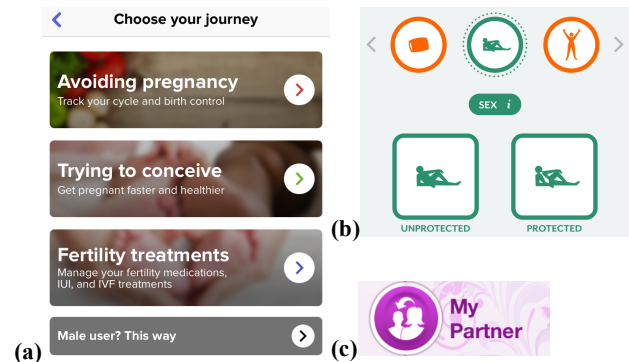 Choose your journey
Avoiding pregnancy
Track your cycle and birth control
Trying to conceive
Get pregnant faster and healthier
Fertility treatments
Manage your fertility medications,
IUI, and IVF treatments
Male user? This way
(a)
SEX i
UNPROTECTED PROTECTED
(b)
My
Partner
(c)